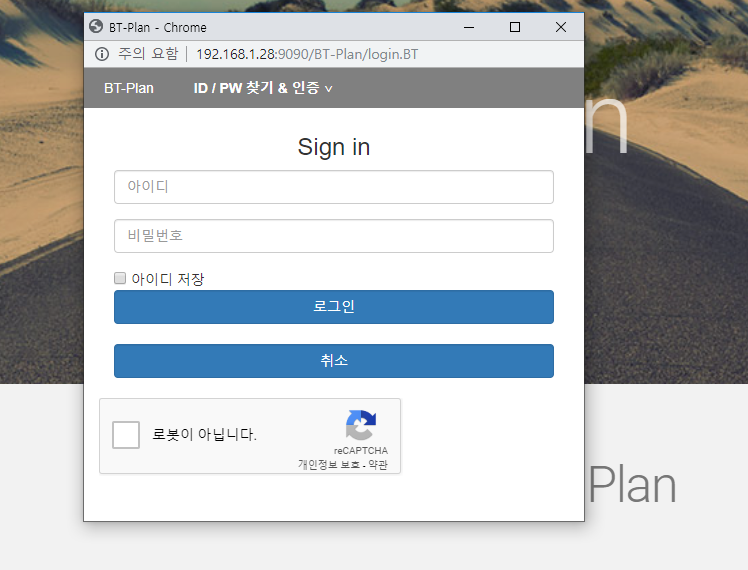 BT-Plan - Chrome
주의 요함 | 192.168.1.28:9090/BT-Plan/login.BT
BT-Plan ID / PW 찾기 & 인증 ∨
n
Sign in
아이디
비밀번호
아이디 저장
로그인
취소
로봇이 아닙니다.
reCAPTCHA
개인정보 보호 - 약관
Plan